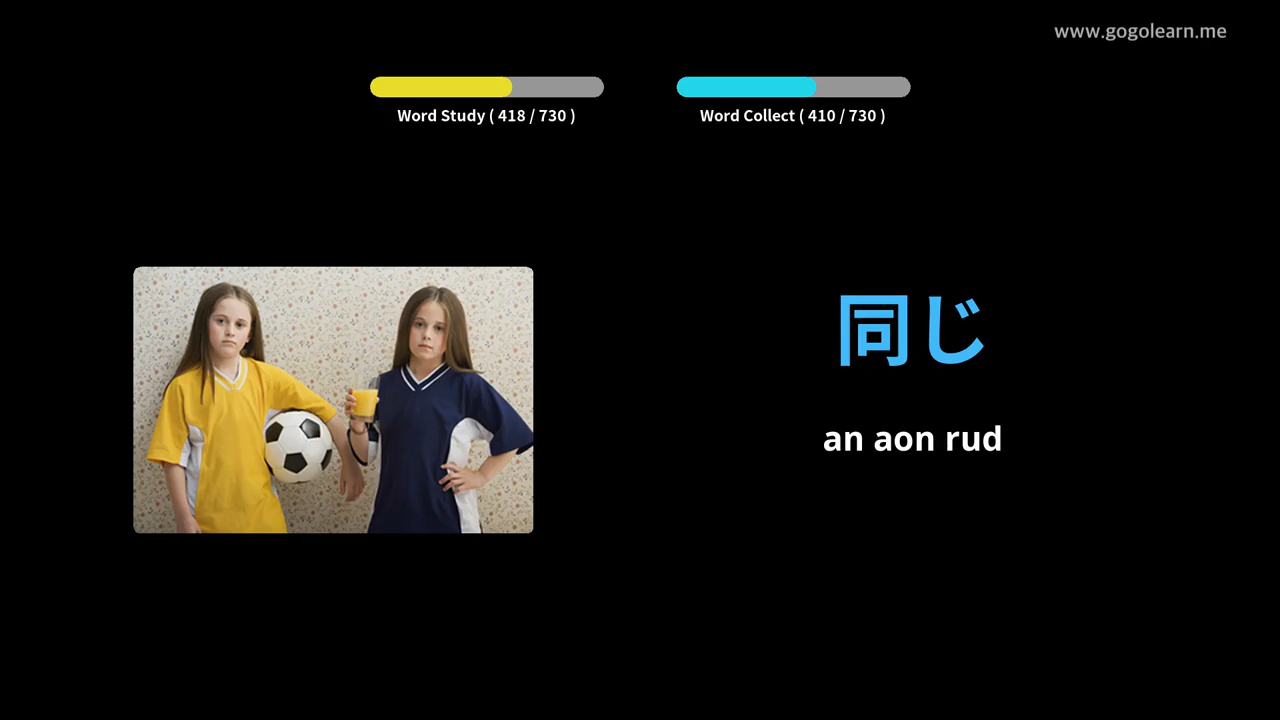 www.gogolearn.me
Word Study ( 418 / 730 )
Word Collect ( 410 / 730 )
同じ
an aon rud